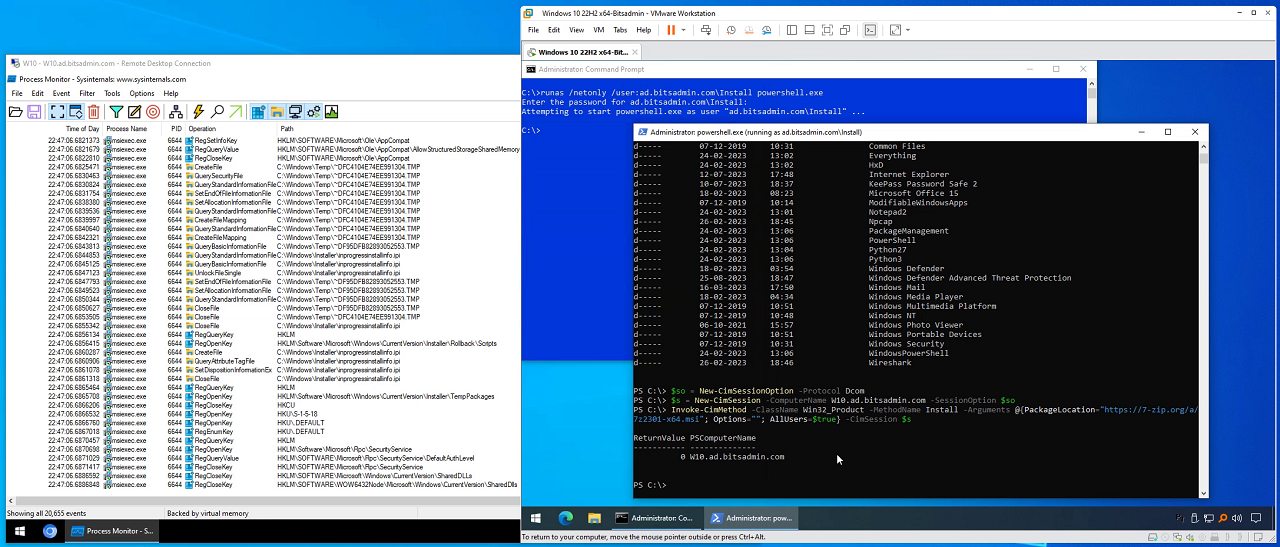 W10 - W10.ad.bitsadmin.com - Remote Desktop Connection
Process Monitor - Sysinternals: www.sysinternals.com
File Edit Event Filter Tools Options Help
Time of Day Process Name PID Operation Path
22:47:06.6821373 msiexec.exe 6644 RegSetInfoKey HKLM\SOFTWARE\Microsoft\Ole\AppCompat
22:47:06.6821679 msiexec.exe 6644 RegQueryValue HKLM\SOFTWARE\Microsoft\Ole\AppCompat\AllowStructuredStorageSharedMemory
22:47:06.6822810 msiexec.exe 6644 RegCloseKey HKLM\SOFTWARE\Microsoft\Ole\AppCompat
22:47:06.6825471 msiexec.exe 6644 CreateFile C:\Windows\Temp\~DFC4104E74EE991304.TMP
22:47:06.6830463 msiexec.exe 6644 QuerySecurityFile C:\Windows\Temp\~DFC4104E74EE991304.TMP
22:47:06.6830824 msiexec.exe 6644 QueryStandardInformationFile C:\Windows\Temp\~DFC4104E74EE991304.TMP
22:47:06.6831754 msiexec.exe 6644 SetEndOfFileInformationFile C:\Windows\Temp\~DFC4104E74EE991304.TMP
22:47:06.6838380 msiexec.exe 6644 SetAllocationInformationFile C:\Windows\Temp\~DFC4104E74EE991304.TMP
22:47:06.6839536 msiexec.exe 6644 QueryStandardInformationFile C:\Windows\Temp\~DFC4104E74EE991304.TMP
22:47:06.6839997 msiexec.exe 6644 CreateFileMapping C:\Windows\Temp\~DFC4104E74EE991304.TMP
22:47:06.6840640 msiexec.exe 6644 QueryStandardInformationFile C:\Windows\Temp\~DFC4104E74EE991304.TMP
22:47:06.6842321 msiexec.exe 6644 CreateFileMapping C:\Windows\Temp\~DFC4104E74EE991304.TMP
22:47:06.6843813 msiexec.exe 6644 QueryBasicInformationFile C:\Windows\Temp\~DF95DFB82893052553.TMP
22:47:06.6844853 msiexec.exe 6644 QueryStandardInformationFile C:\Windows\Installer\inprogressinstallinfo.ipi
22:47:06.6845125 msiexec.exe 6644 QueryBasicInformationFile C:\Windows\Installer\inprogressinstallinfo.ipi
22:47:06.6847123 msiexec.exe 6644 UnlockFileSingle C:\Windows\Installer\inprogressinstallinfo.ipi
22:47:06.6847793 msiexec.exe 6644 SetEndOfFileInformationFile C:\Windows\Temp\~DF95DFB82893052553.TMP
22:47:06.6849523 msiexec.exe 6644 SetAllocationInformationFile C:\Windows\Temp\~DF95DFB82893052553.TMP
22:47:06.6850344 msiexec.exe 6644 QueryStandardInformationFile C:\Windows\Temp\~DF95DFB82893052553.TMP
22:47:06.6850627 msiexec.exe 6644 CloseFile C:\Windows\Temp\~DF95DFB82893052553.TMP
22:47:06.6853505 msiexec.exe 6644 CloseFile C:\Windows\Temp\~DFC4104E74EE991304.TMP
22:47:06.6855342 msiexec.exe 6644 CloseFile C:\Windows\Installer\inprogressinstallinfo.ipi
22:47:06.6856134 msiexec.exe 6644 RegQueryKey HKLM
22:47:06.6856415 msiexec.exe 6644 RegOpenKey HKLM\Software\Microsoft\Windows\CurrentVersion\Installer\Rollback\Scripts
22:47:06.6860287 msiexec.exe 6644 CreateFile C:\Windows\Installer\inprogressinstallinfo.ipi
22:47:06.6860906 msiexec.exe 6644 QueryAttributeTagFile C:\Windows\Installer\inprogressinstallinfo.ipi
22:47:06.6861078 msiexec.exe 6644 SetDispositionInformationEx C:\Windows\Installer\inprogressinstallinfo.ipi
22:47:06.6861318 msiexec.exe 6644 CloseFile C:\Windows\Installer\inprogressinstallinfo.ipi
22:47:06.6865464 msiexec.exe 6644 RegQueryKey HKLM
22:47:06.6865708 msiexec.exe 6644 RegOpenKey HKLM\Software\Microsoft\Windows\CurrentVersion\Installer\TempPackages
22:47:06.6866402 msiexec.exe 6644 RegCloseKey HKCU
22:47:06.6866532 msiexec.exe 6644 RegCloseKey HKU\S-1-5-18
22:47:06.6866760 msiexec.exe 6644 RegCloseKey HKU\.DEFAULT
22:47:06.6867018 msiexec.exe 6644 RegEnumKey HKU\.DEFAULT
22:47:06.6870457 msiexec.exe 6644 RegQueryKey HKLM
22:47:06.6870698 msiexec.exe 6644 RegOpenKey HKLM\Software\Microsoft\Rpc\SecurityService
22:47:06.6871029 msiexec.exe 6644 RegQueryValue HKLM\SOFTWARE\Microsoft\Rpc\SecurityService\DefaultAuthLevel
22:47:06.6871417 msiexec.exe 6644 RegCloseKey HKLM\SOFTWARE\Microsoft\Rpc\SecurityService
22:47:06.6886592 msiexec.exe 6644 RegCloseKey HKLM\SOFTWARE\Microsoft\Windows\CurrentVersion\SharedDLLs
22:47:06.6886848 msiexec.exe 6644 RegCloseKey HKLM\SOFTWARE\WOW6432Node\Microsoft\Windows\CurrentVersion\SharedDlls
Showing all 20,655 events Backed by virtual memory
Process Monitor - S...
Windows 10 22H2 x64-Bitsadmin - VMware Workstation
File Edit View VM Tabs Help
Windows 10 22H2 x64-Bit...
Administrator: Command Prompt
C:\>runas /netonly /user:ad.bitsadmin.com\Install powershell.exe
Enter the password for ad.bitsadmin.com\Install:
Attempting to start powershell.exe as user "ad.bitsadmin.com\Install" ...
C:\>
Administrator: powershell.exe (running as ad.bitsadmin.com\Install)
d----- 07-12-2019 10:31 Common Files
d----- 24-02-2023 13:02 Everything
d----- 24-02-2023 13:02 HxD
d----- 12-07-2023 17:48 Internet Explorer
d----- 10-07-2023 18:37 KeePass Password Safe 2
d----- 18-02-2023 08:23 Microsoft Office 15
d----- 07-12-2019 10:14 ModifiableWindowsApps
d----- 24-02-2023 13:01 Notepad2
d----- 26-02-2023 18:45 Npcap
d----- 24-02-2023 13:06 PackageManagement
d----- 24-02-2023 13:06 PowerShell
d----- 24-02-2023 13:04 Python27
d----- 24-02-2023 13:06 Python3
d----- 18-02-2023 03:54 Windows Defender
d----- 25-08-2023 18:47 Windows Defender Advanced Threat Protection
d----- 16-03-2023 17:50 Windows Mail
d----- 18-02-2023 04:34 Windows Media Player
d----- 07-12-2019 10:51 Windows Multimedia Platform
d----- 07-12-2019 10:48 Windows NT
d----- 06-10-2021 15:57 Windows Photo Viewer
d----- 07-12-2019 10:51 Windows Portable Devices
d----- 07-12-2019 10:31 Windows Security
d----- 24-02-2023 13:06 WindowsPowerShell
d----- 26-02-2023 18:46 Wireshark
PS C:\> $so = New-CimSessionOption -Protocol Dcom
PS C:\> $s = New-CimSession -ComputerName W10.ad.bitsadmin.com -SessionOption $so
PS C:\> Invoke-CimMethod -ClassName Win32_Product -MethodName Install -Arguments @{PackageLocation="https://7-zip.org/a/
7z2301-x64.msi"; Options=""; AllUsers=$true} -CimSession $s
ReturnValue PSComputerName
----------- --------------
0 W10.ad.bitsadmin.com
PS C:\>
Administrator: Co... Administrator: pow...
To return to your computer, move the mouse pointer outside or press Ctrl+Alt.